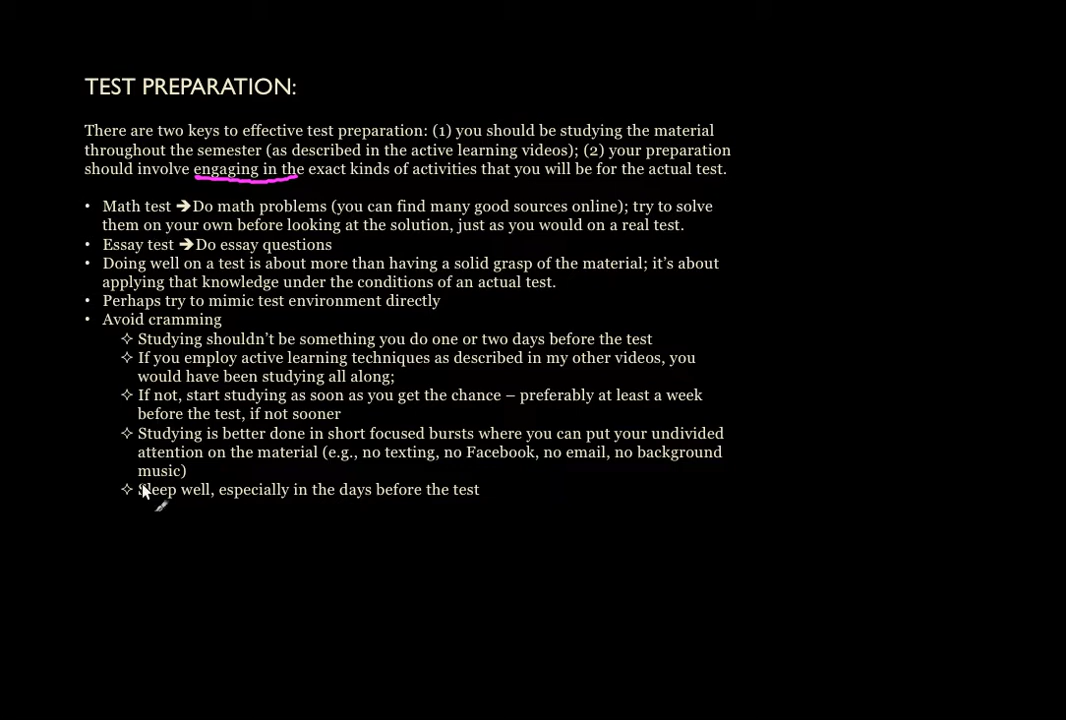 TEST PREPARATION:
There are two keys to effective test preparation: (1) you should be studying the material
throughout the semester (as described in the active learning videos); (2) your preparation
should involve engaging in the exact kinds of activities that you will be for the actual test.
• Math test ➔Do math problems (you can find many good sources online); try to solve
them on your own before looking at the solution, just as you would on a real test.
• Essay test ➔Do essay questions
• Doing well on a test is about more than having a solid grasp of the material; it's about
applying that knowledge under the conditions of an actual test.
• Perhaps try to mimic test environment directly
• Avoid cramming
✧ Studying shouldn't be something you do one or two days before the test
✧ If you employ active learning techniques as described in my other videos, you
would have been studying all along;
✧ If not, start studying as soon as you get the chance – preferably at least a week
before the test, if not sooner
✧ Studying is better done in short focused bursts where you can put your undivided
attention on the material (e.g., no texting, no Facebook, no email, no background
music)
✧ Sleep well, especially in the days before the test